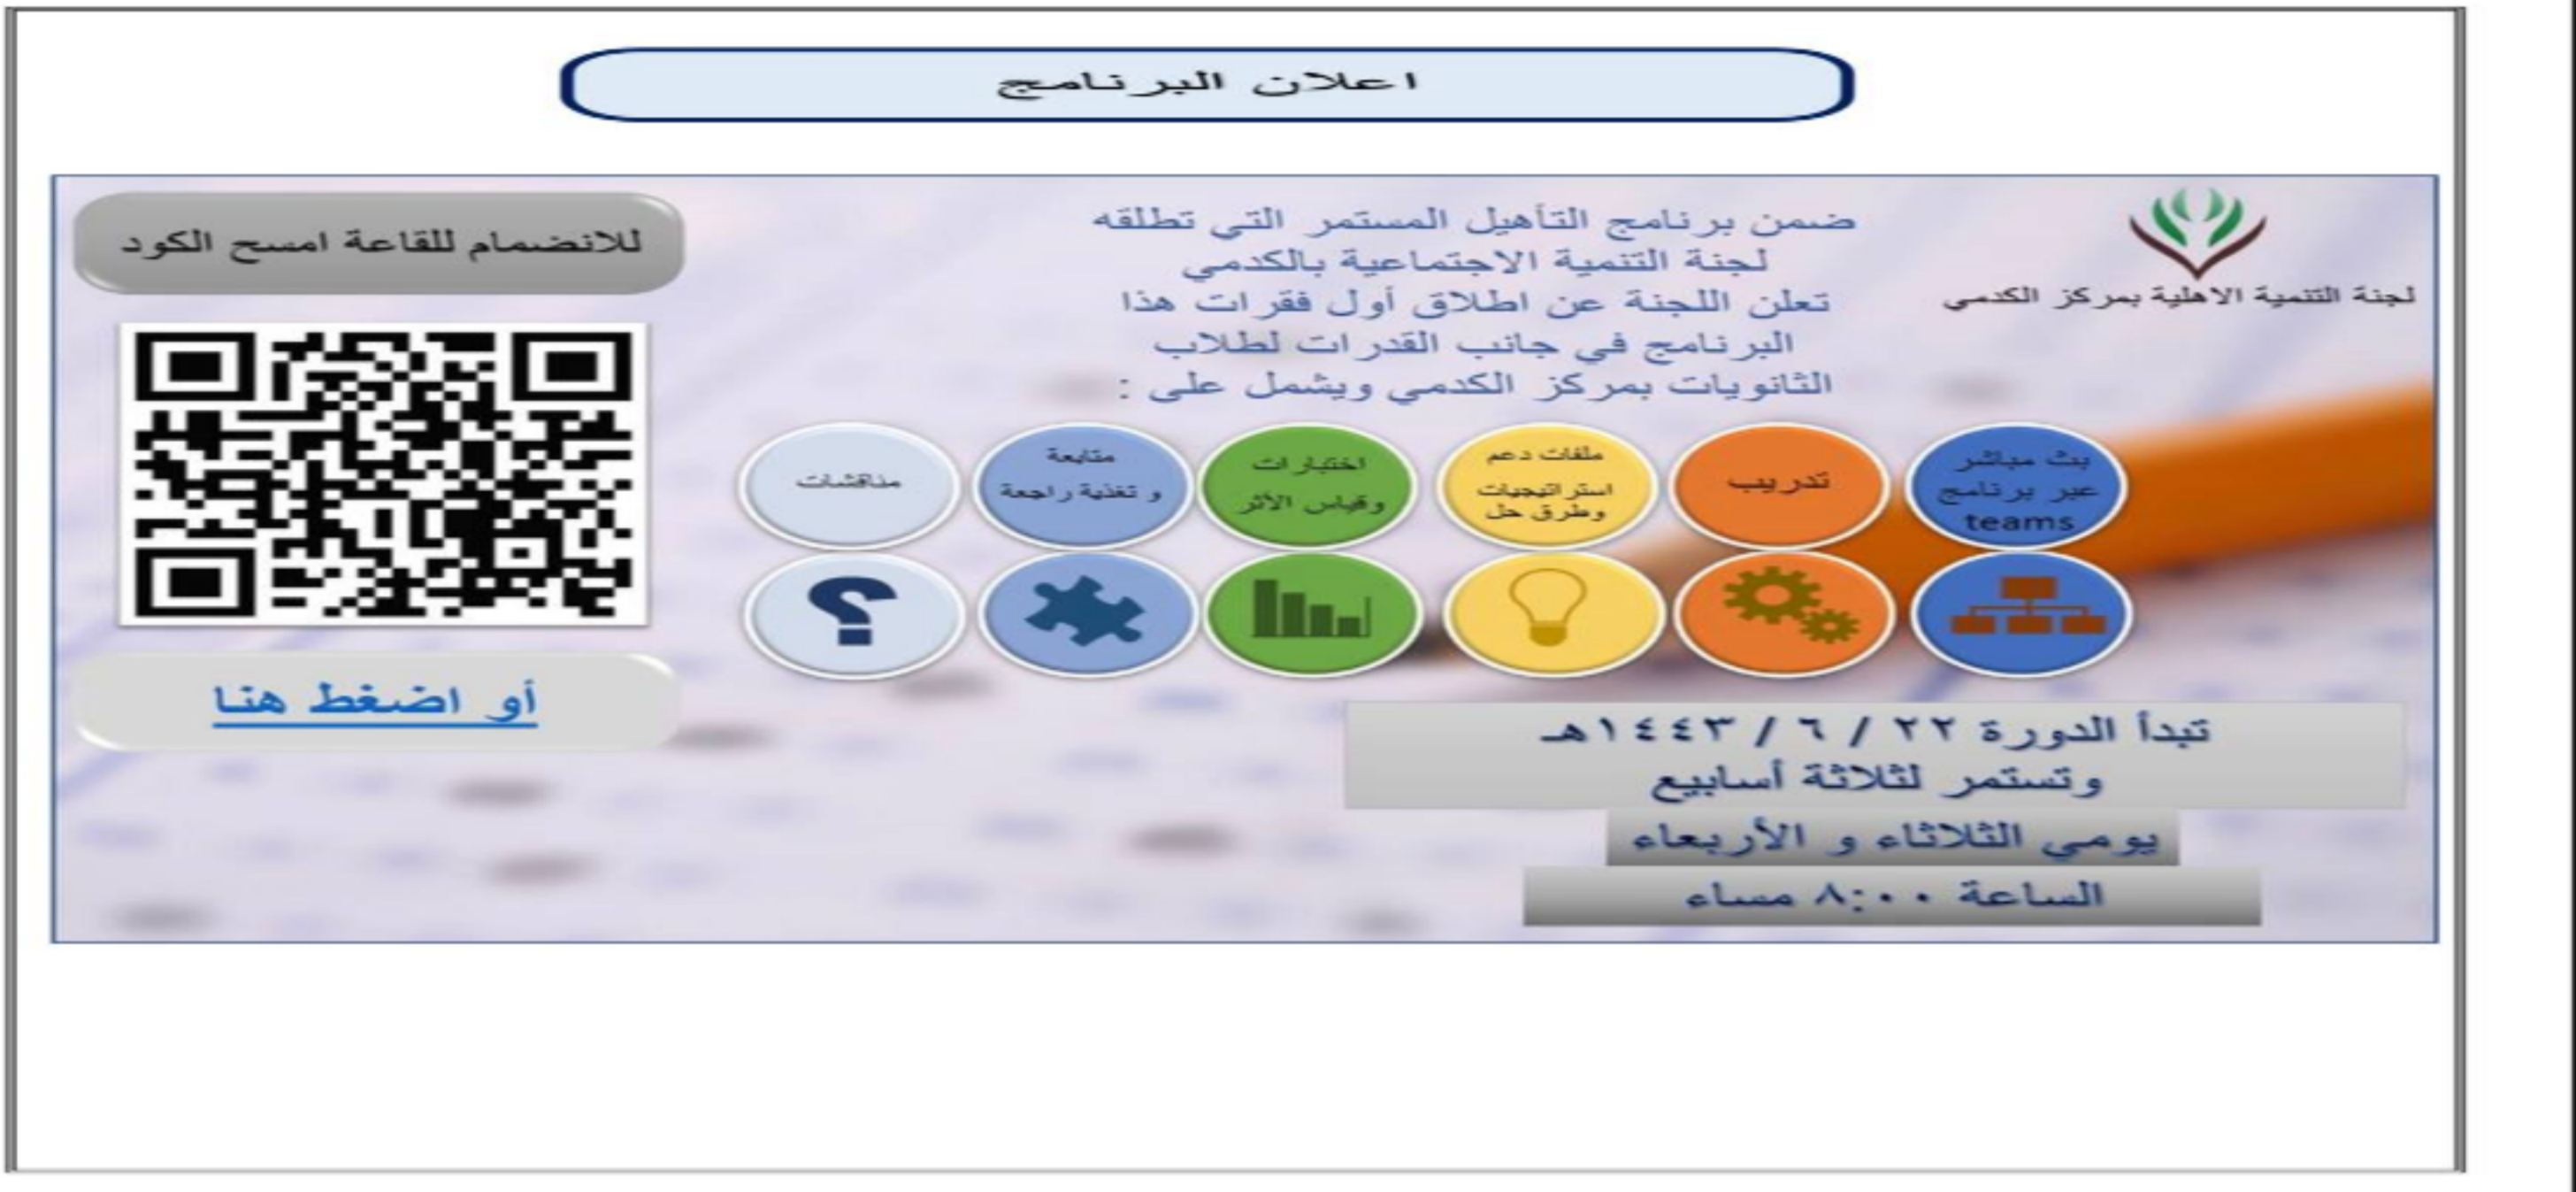 اعلان البرنامج
لجنة التنمية الاهلية بمركز الكدمي
ضمن برنامج التأهيل المستمر التي تطلقه
لجنة التنمية الاجتماعية بالكدمي
تعلن اللجنة عن اطلاق أول فقرات هذا
البرنامج في جانب القدرات لطلاب
الثانويات بمركز الكدمي ويشمل على :
بث مباشر
عبر برنامج
teams
تدريب
ملفات دعم
استراتيجيات
وطرق حل
اختبارات
وقياس الأثر
متابعة
و تغذية راجعة
مناقشات
تبدأ الدورة ٢٢ / ٦ / ١٤٤٣هـ
وتستمر لثلاثة أسابيع
يومي الثلاثاء و الأربعاء
الساعة ٨:٠٠ مساء
للانضمام للقاعة امسح الكود
أو اضغط هنا